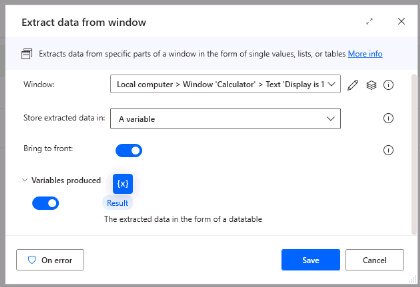 Extract data from window
Extracts data from specific parts of a window in the form of single values, lists, or tables More info
Window:
Local computer > Window 'Calculator' > Text 'Display is 1
Store extracted data in:
A variable
Bring to front:
Variables produced
{x}
Result
The extracted data in the form of a datatable
On error
Save
Cancel